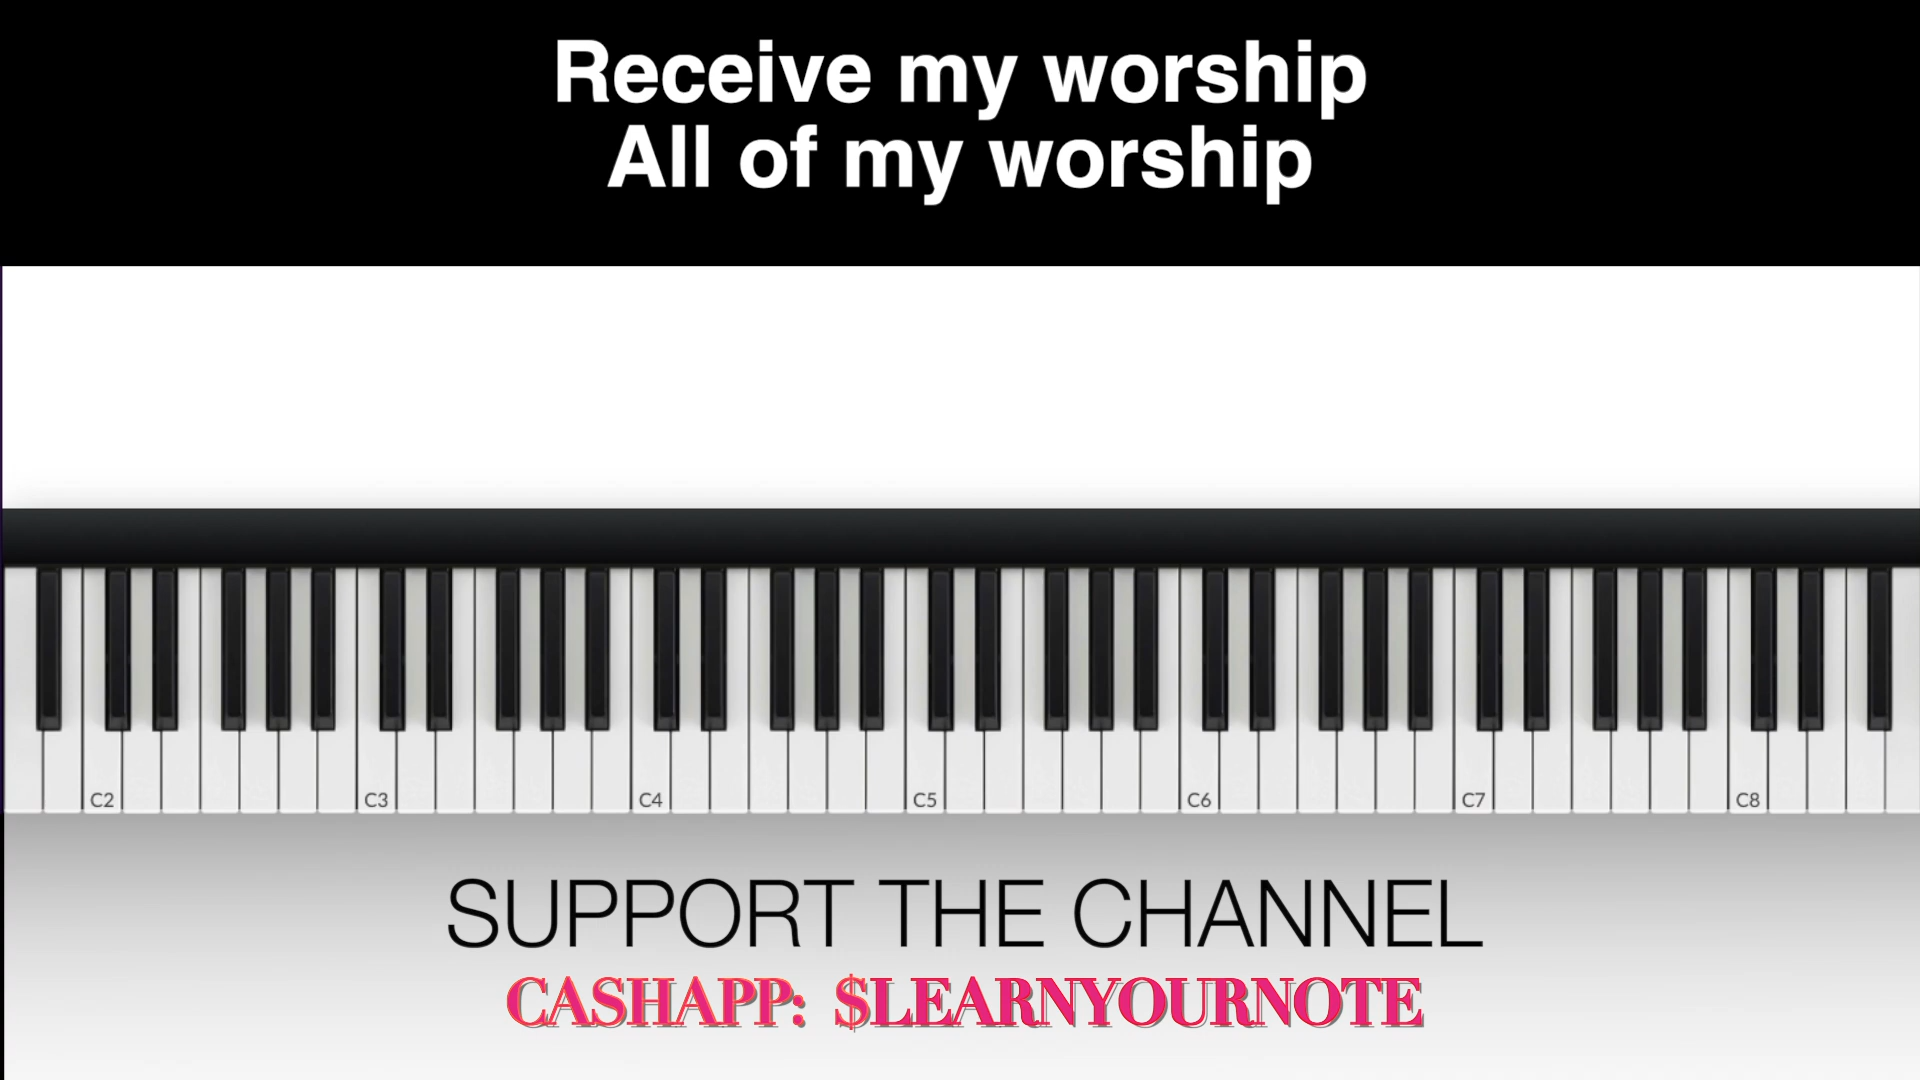 Receive my worship
All of my worship
C2 C3 C4 C5 C6 C7 C8
SUPPORT THE CHANNEL
CASHAPP: $LEARNYOURNOTE